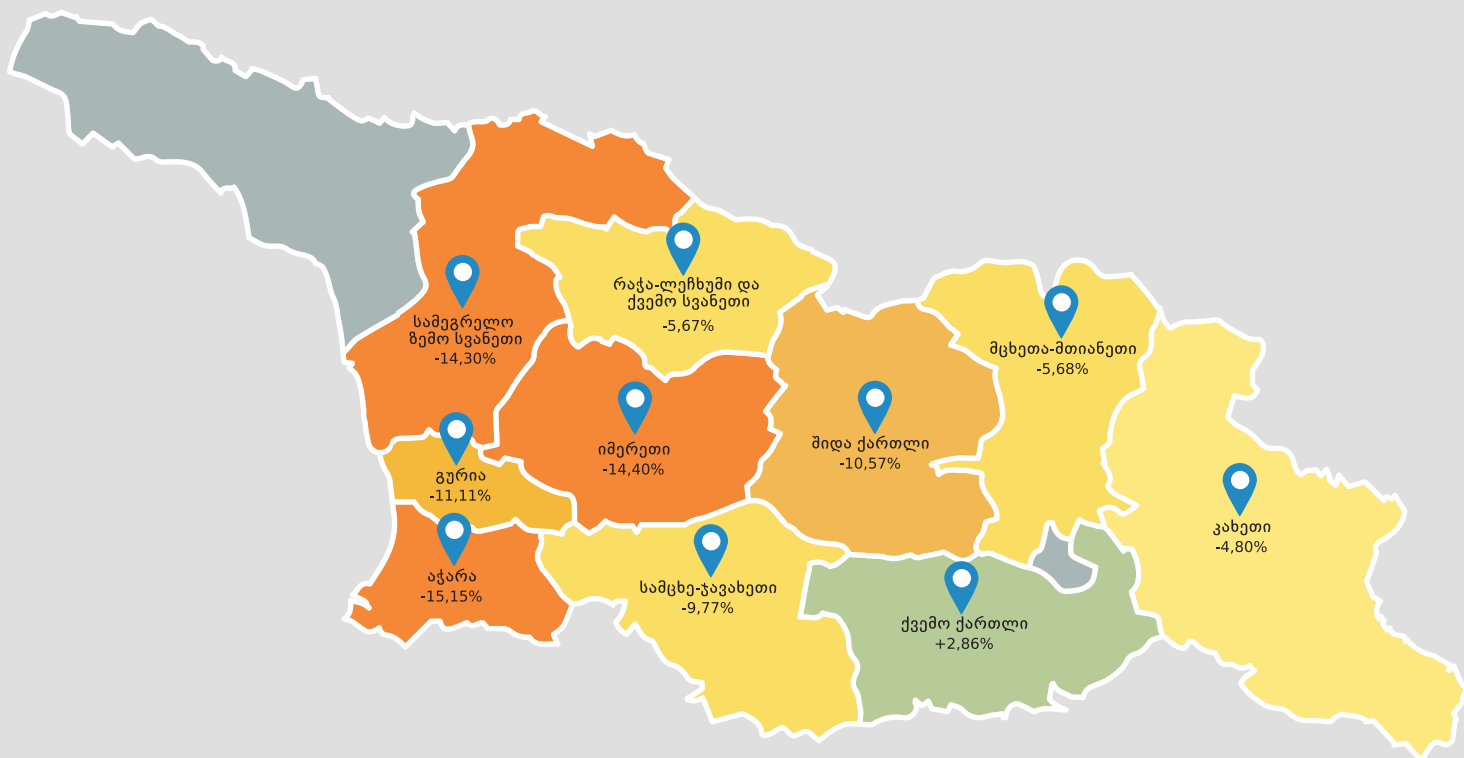 რაჭა-ლეჩხუმი და
ქვემო სვანეთი
-5,67%
სამეგრელო
ზემო სვანეთი
-14,30%
მცხეთა-მთიანეთი
-5,68%
იმერეთი
-14,40%
შიდა ქართლი
-10,57%
გურია
-11,11%
კახეთი
-4,80%
აჭარა
-15,15%
სამცხე-ჯავახეთი
-9,77%
ქვემო ქართლი
+2,86%